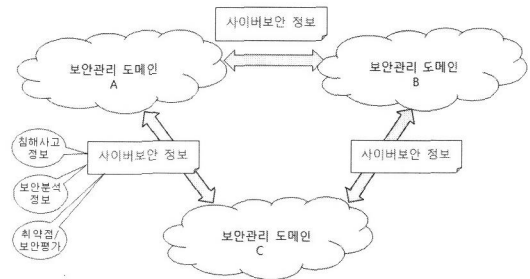 사이버보안 정보
보안관리 도메인
A
보안관리 도메인
B
침해사고
정보
사이버보안 정보
사이버보안 정보
보안분석
정보
취약점/
보안평가
보안관리 도메인
C